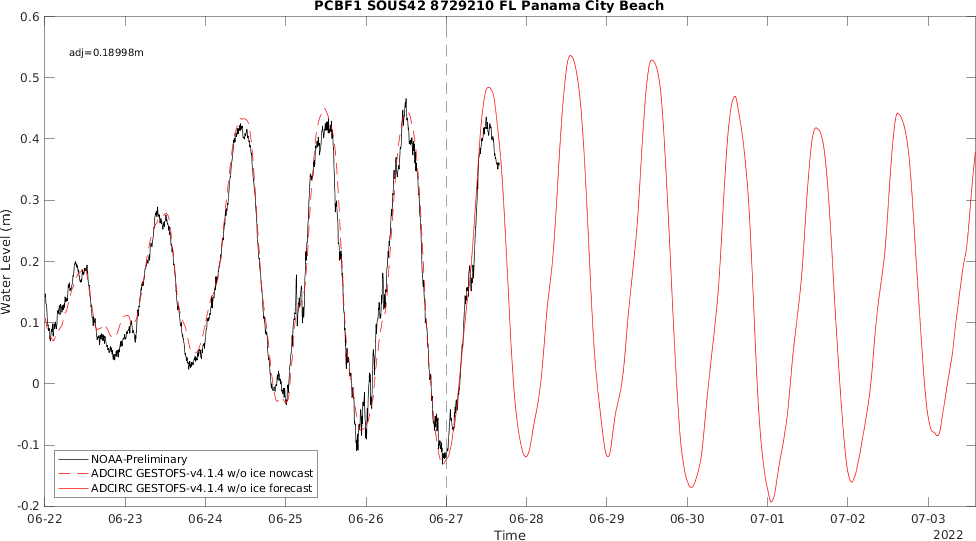 PCBF1 SOUS42 8729210 FL Panama City Beach
adj=0.18998m
Water Level (m)
0.6
0.5
0.4
0.3
0.2
0.1
0
-0.1
-0.2
NOAA-Preliminary
ADCIRC GESTOFS-v4.1.4 w/o ice nowcast
ADCIRC GESTOFS-v4.1.4 w/o ice forecast
06-22 06-23 06-24 06-25 06-26 06-27 06-28 06-29 06-30 07-01 07-02 07-03
Time
2022